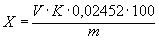 X = V · K · 0,02452 · 100 / m